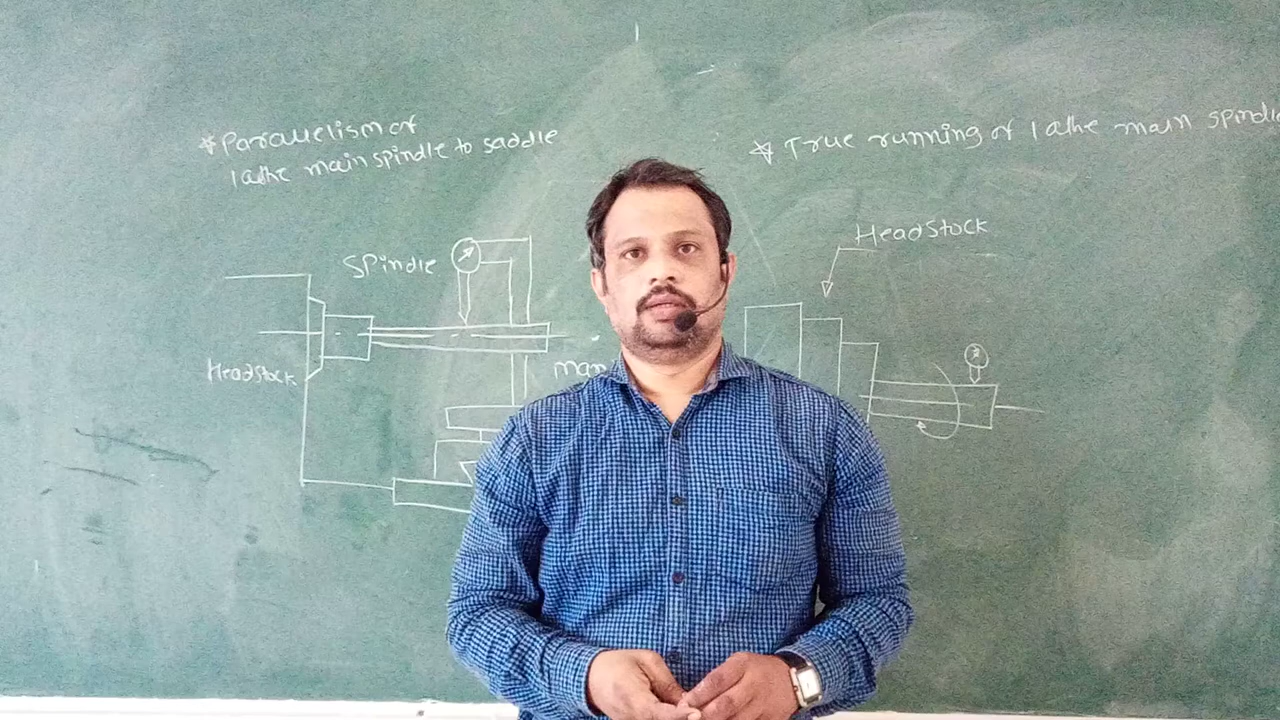 * Parallelism of
lathe main spindle to saddle
* True running of lathe main spindle
Headstock
Spindle
Headstock